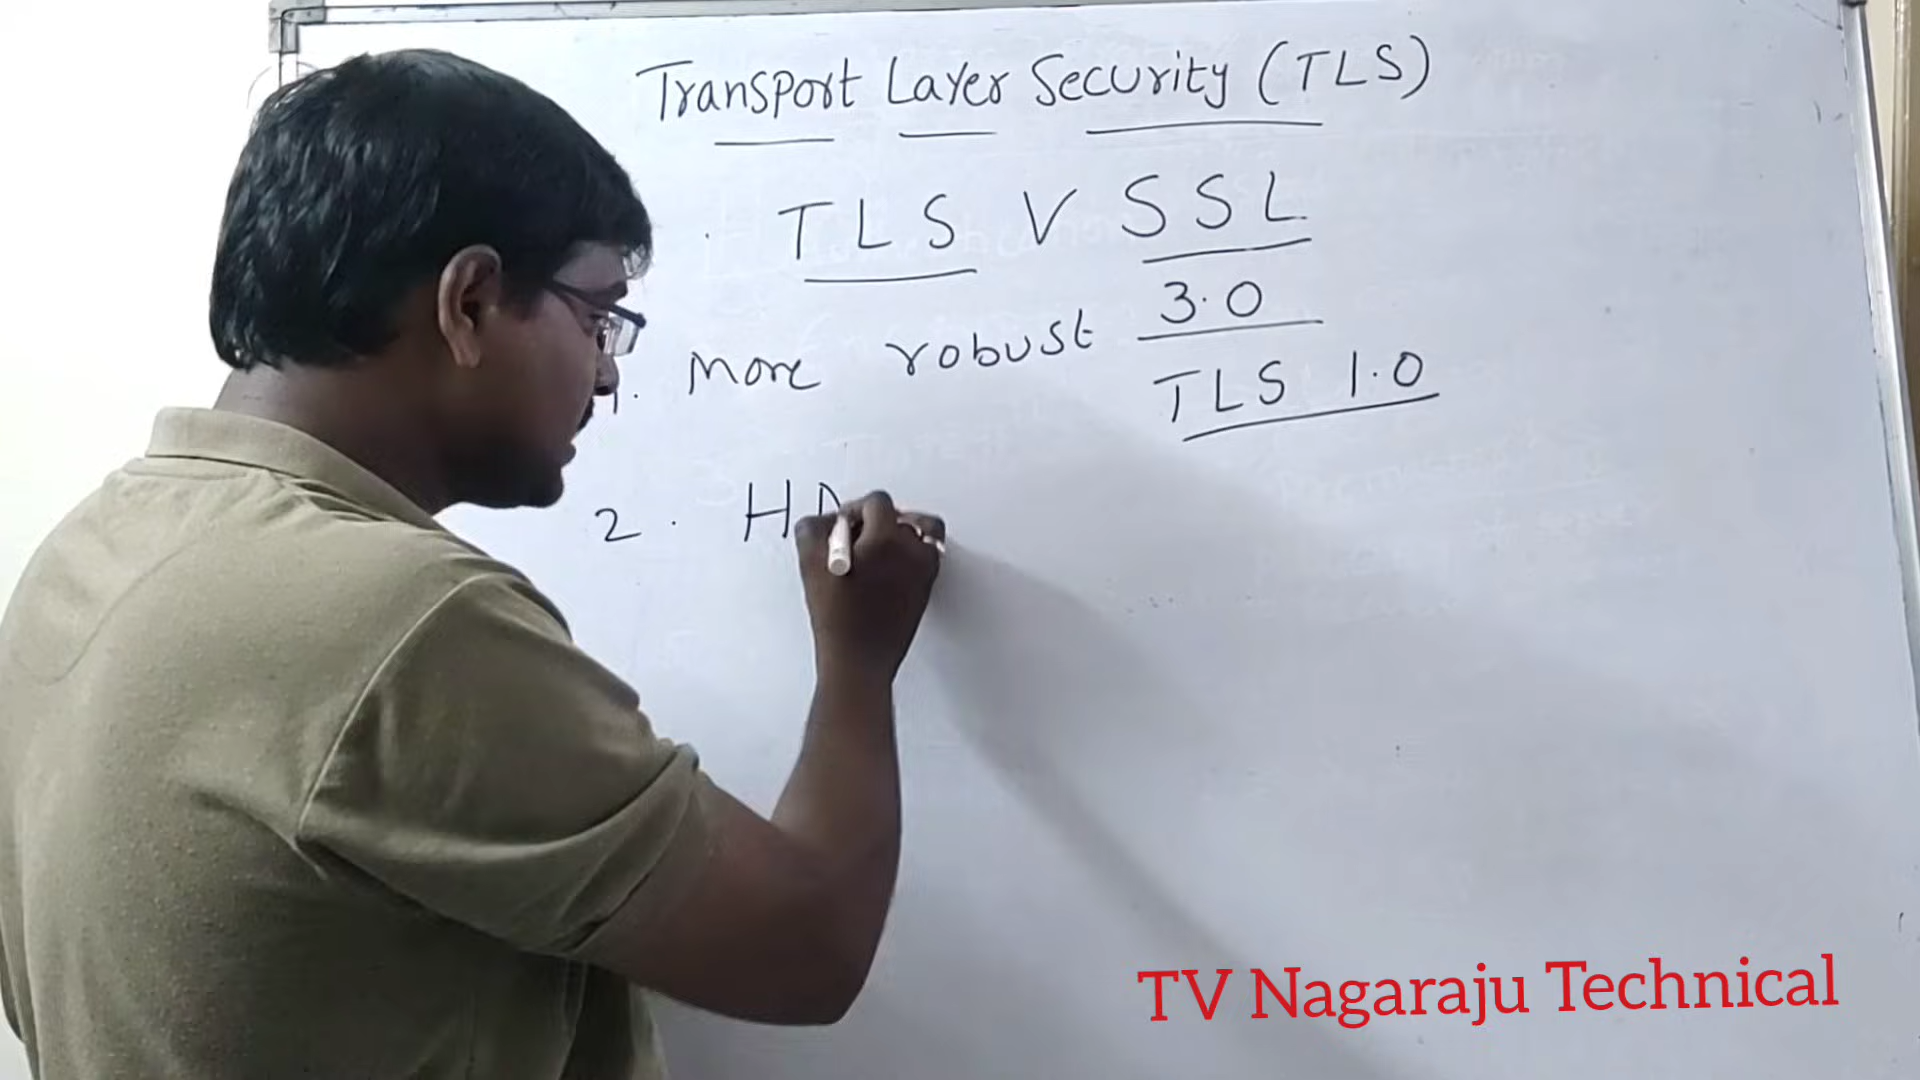 Transport Layer Security (TLS)
TLS V SSL
3.0
1. more robust
TLS 1.0
2. H
TV Nagaraju Technical